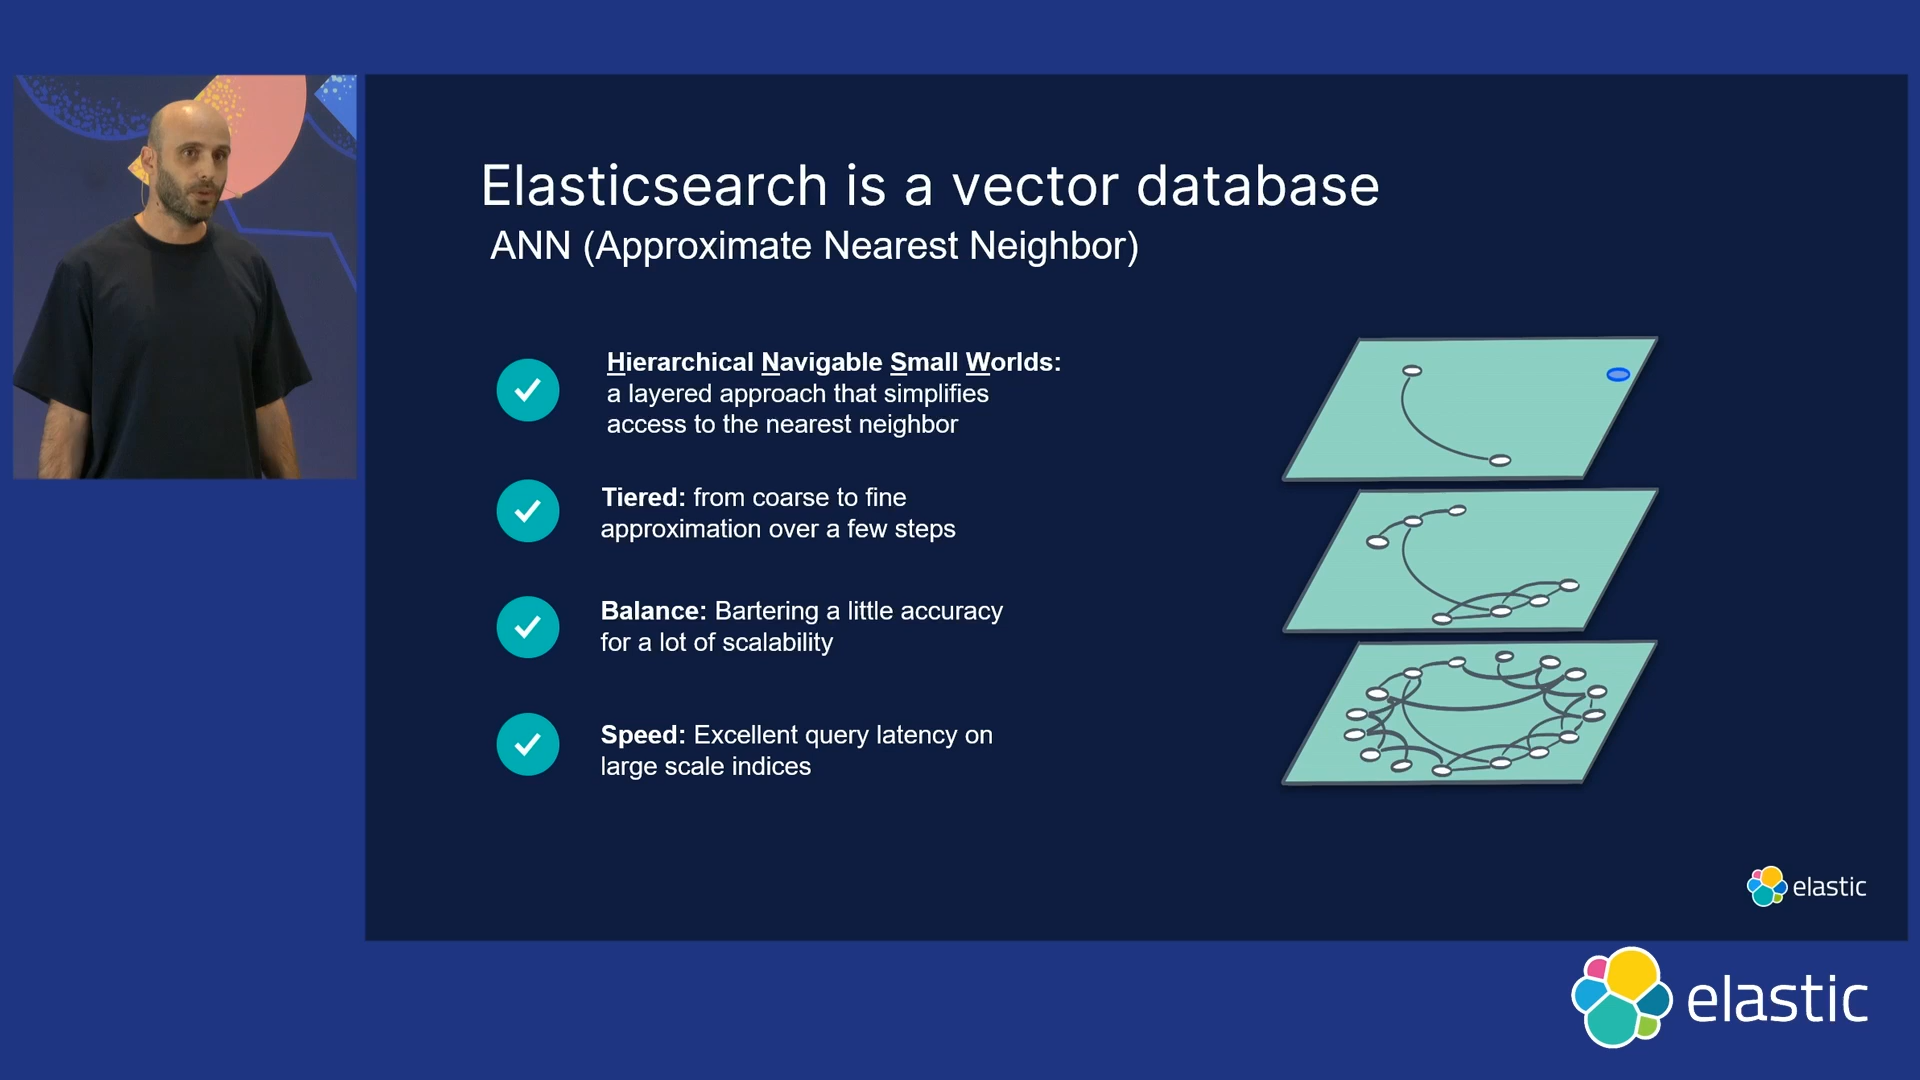 Elasticsearch is a vector database
ANN (Approximate Nearest Neighbor)
Hierarchical Navigable Small Worlds:
a layered approach that simplifies
access to the nearest neighbor
Tiered: from coarse to fine
approximation over a few steps
Balance: Bartering a little accuracy
for a lot of scalability
Speed: Excellent query latency on
large scale indices
elastic
elastic